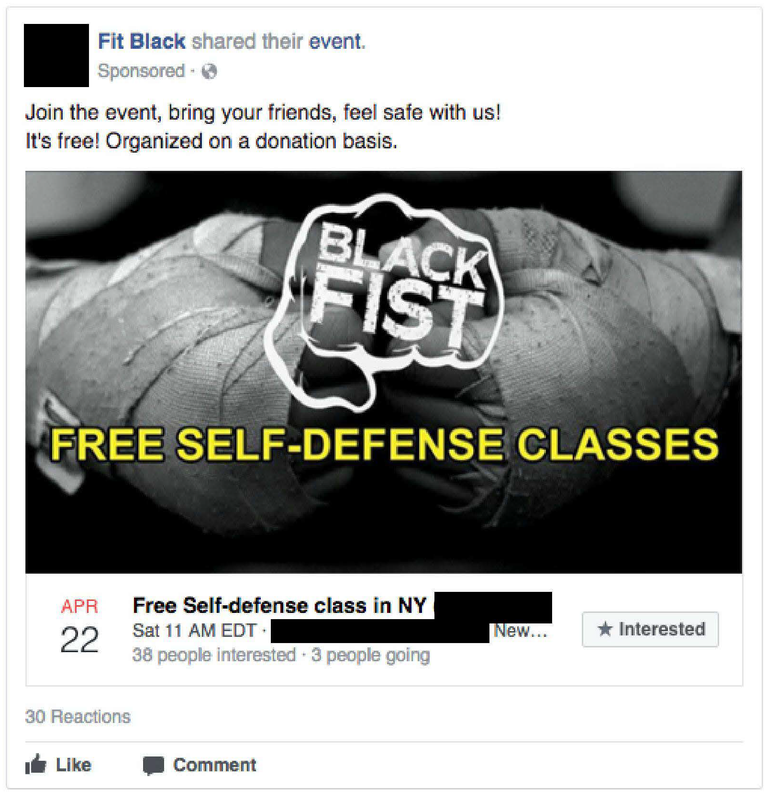 Fit Black shared their event.
Sponsored ·
Join the event, bring your friends, feel safe with us!
It's free! Organized on a donation basis.
BLACK
FIST
FREE SELF-DEFENSE CLASSES
APR
22
Free Self-defense class in NY
Sat 11 AM EDT · New...
38 people interested · 3 people going
★ Interested
30 Reactions
Like Comment